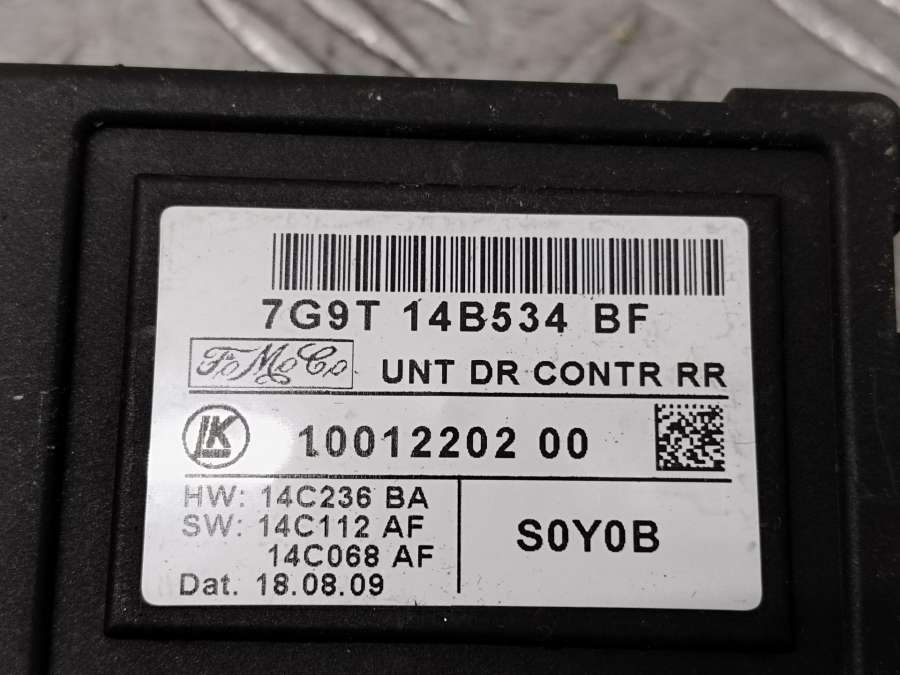 7G9T 14B534 BF
FoMoCo UNT DR CONTR RR
LK 10012202 00
HW: 14C236 BA
SW: 14C112 AF
14C068 AF
Dat. 18.08.09
S0Y0B